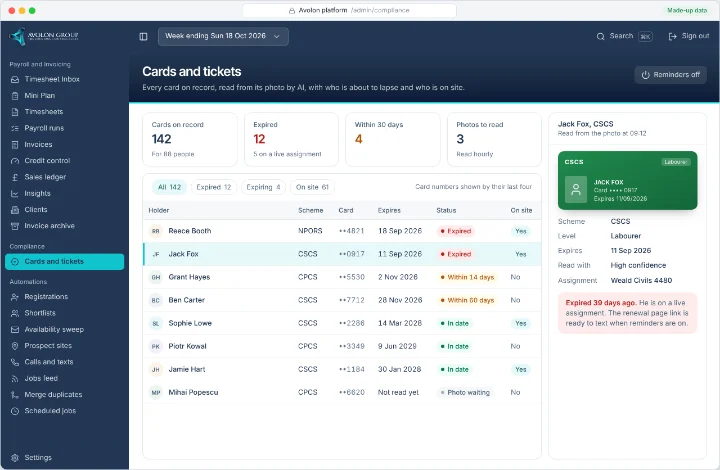 Avolon platform /admin/compliance
Made-up data
AVOLON GROUP
Week ending Sun 18 Oct 2026
Search ⌘K
Sign out
Payroll and Invoicing
Timesheet Inbox
Mini Plan
Timesheets
Payroll runs
Invoices
Credit control
Sales ledger
Insights
Clients
Invoice archive
Compliance
Cards and tickets
Automations
Registrations
Shortlists
Availability sweep
Prospect sites
Calls and texts
Jobs feed
Merge duplicates
Scheduled jobs
Settings
Cards and tickets
Every card on record, read from its photo by AI, with who is about to lapse and who is on site.
Reminders off
Cards on record
142
For 88 people
Expired
12
5 on a live assignment
Within 30 days
4
Photos to read
3
Read hourly
All 142 Expired 12 Expiring 4 On site 61
Card numbers shown by their last four
Holder Scheme Card Expires Status On site
RB Reece Booth NPORS ••4821 18 Sep 2026 Expired Yes
JF Jack Fox CSCS ••0917 11 Sep 2026 Expired Yes
GH Grant Hayes CPCS ••5530 2 Nov 2026 Within 14 days No
BC Ben Carter CSCS ••7712 28 Nov 2026 Within 60 days No
SL Sophie Lowe CSCS ••2286 14 Mar 2028 In date Yes
PK Piotr Kowal CPCS ••3349 9 Jun 2029 In date No
JH Jamie Hart CSCS ••1184 30 Jan 2028 In date Yes
MP Mihai Popescu CPCS ••6620 Not read yet Photo waiting No
Jack Fox, CSCS
Read from the photo at 09:12
CSCS Labourer
JACK FOX
Card •••• 0917
Expires 11/09/2026
Scheme CSCS
Level Labourer
Expires 11 Sep 2026
Read with High confidence
Assignment Weald Civils 4480
Expired 39 days ago. He is on a live
assignment. The renewal page link is
ready to text when reminders are on.